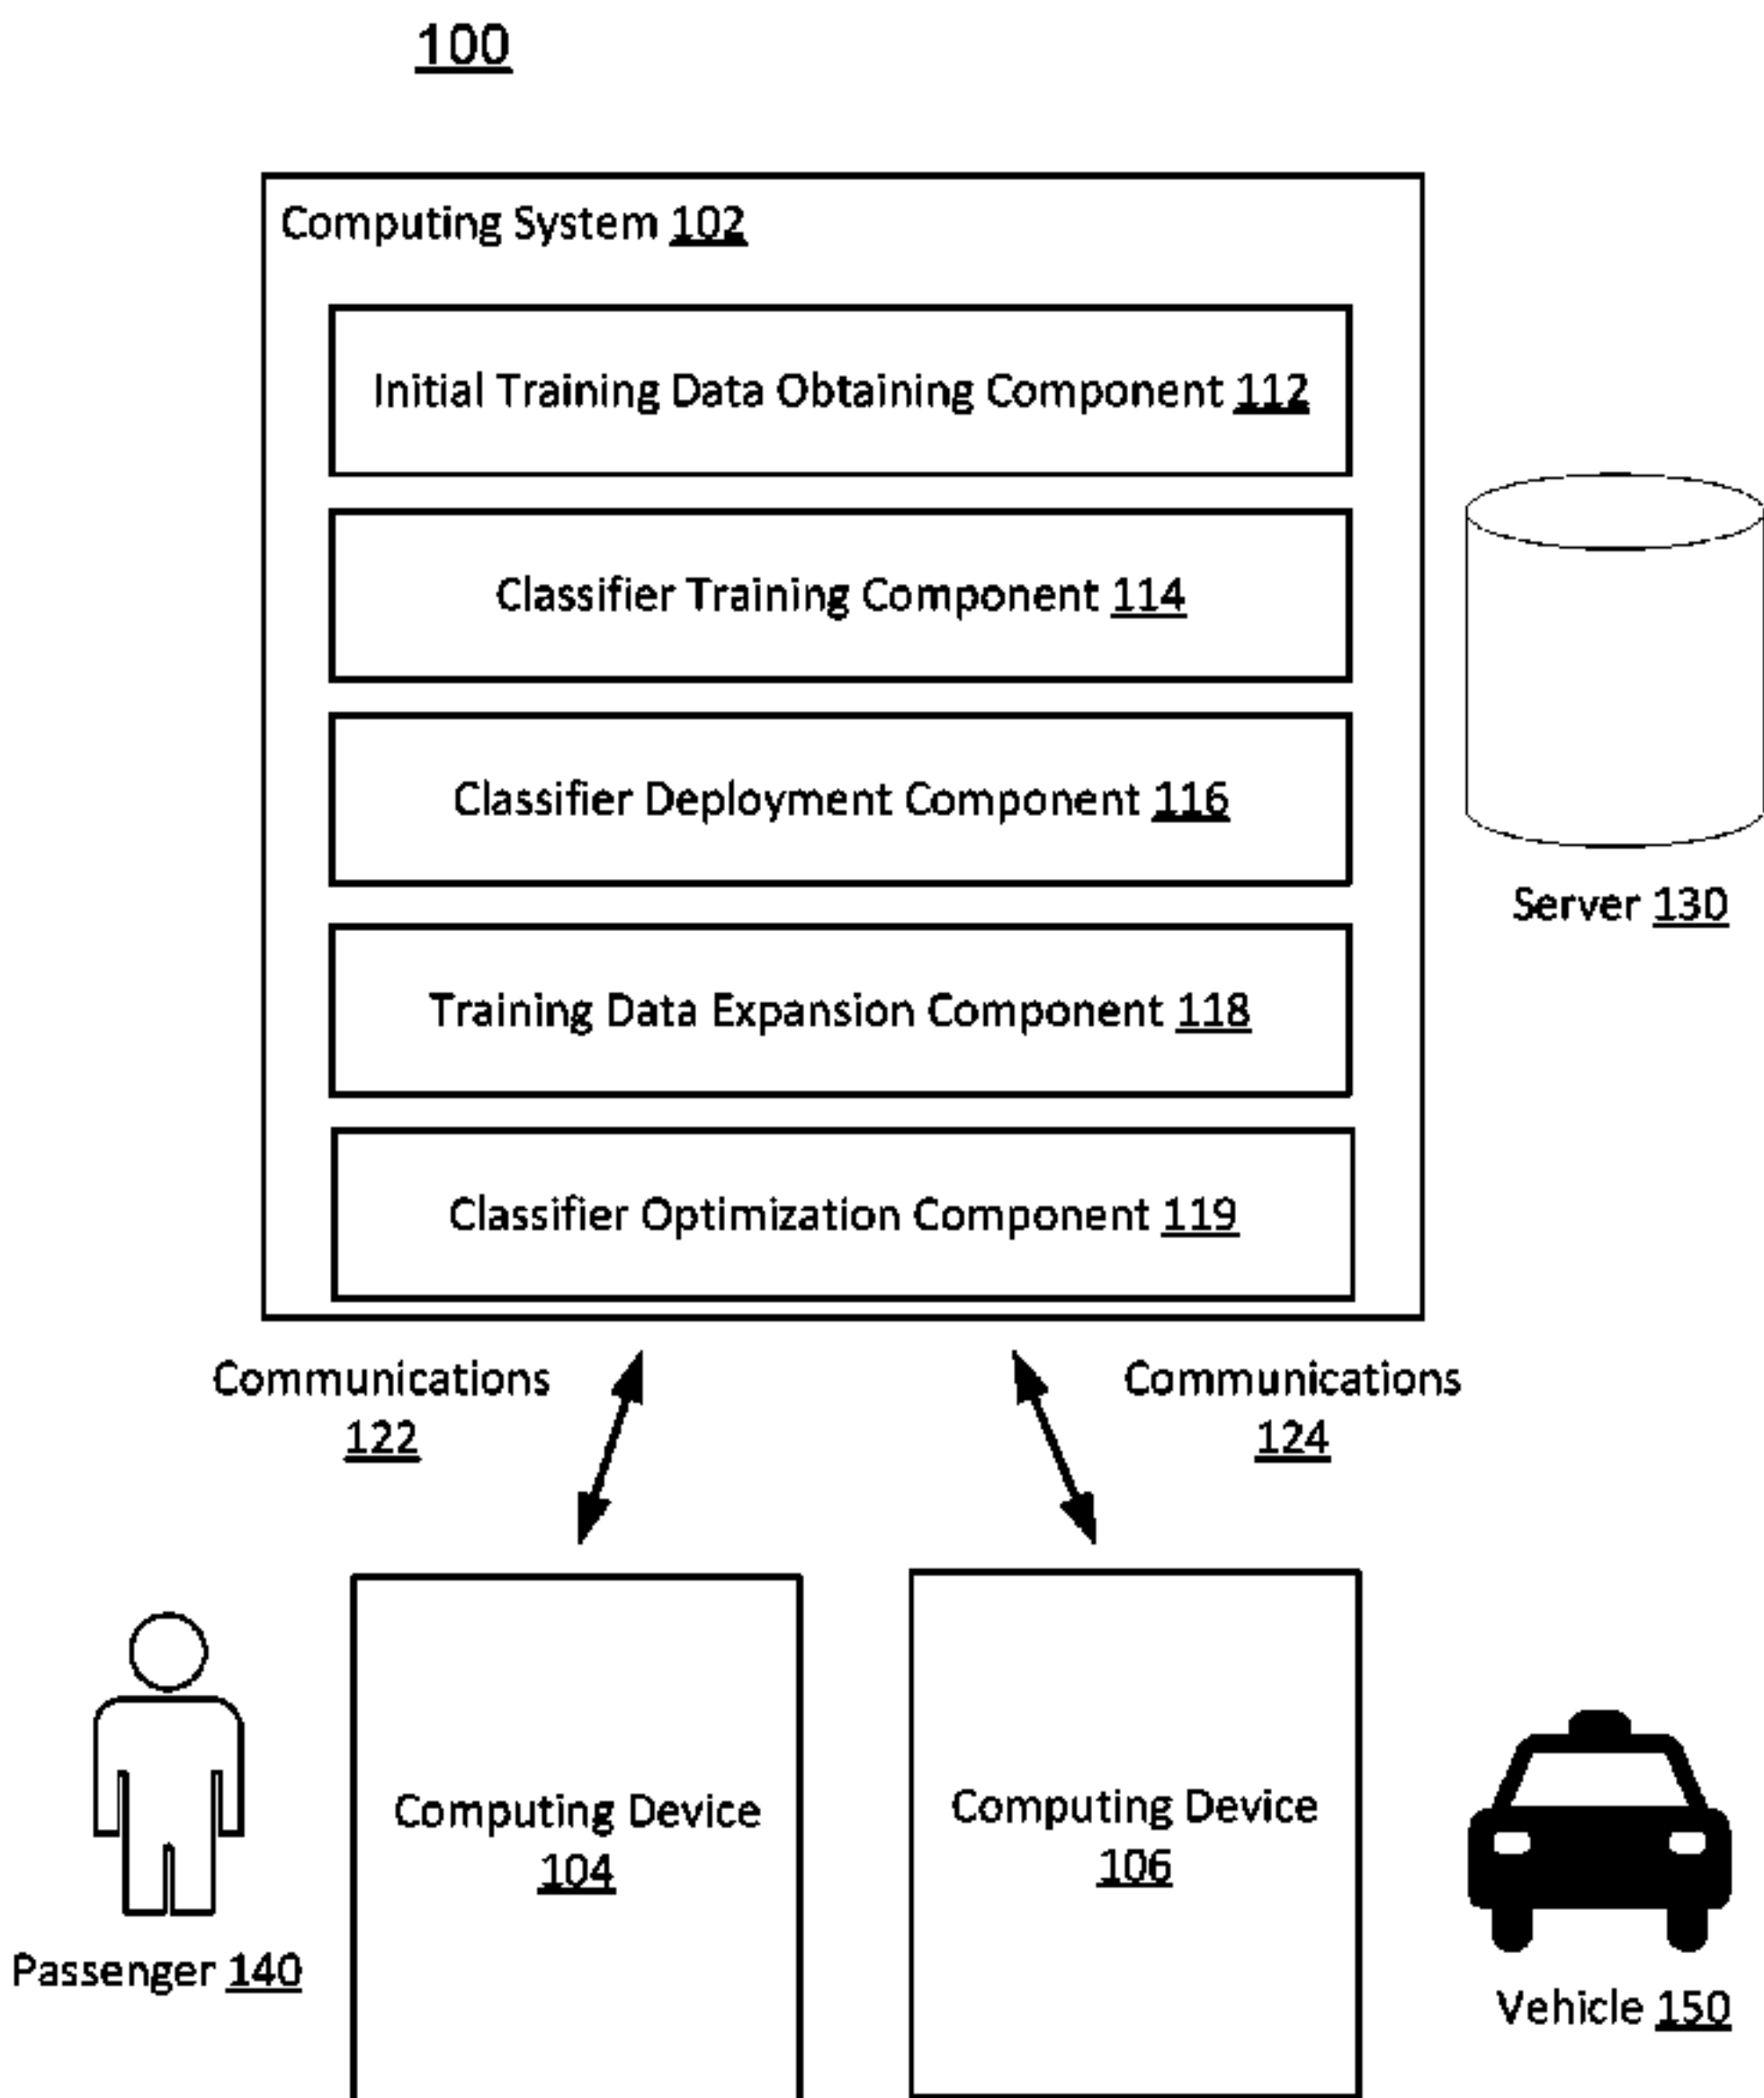 100
Computing System 102
Initial Training Data Obtaining Component 112
Classifier Training Component 114
Classifier Deployment Component 116
Server 130
Training Data Expansion Component 118
Classifier Optimization Component 119
Communications
122
Communications
124
Computing Device
104
Computing Device
106
Passenger 140
Vehicle 150